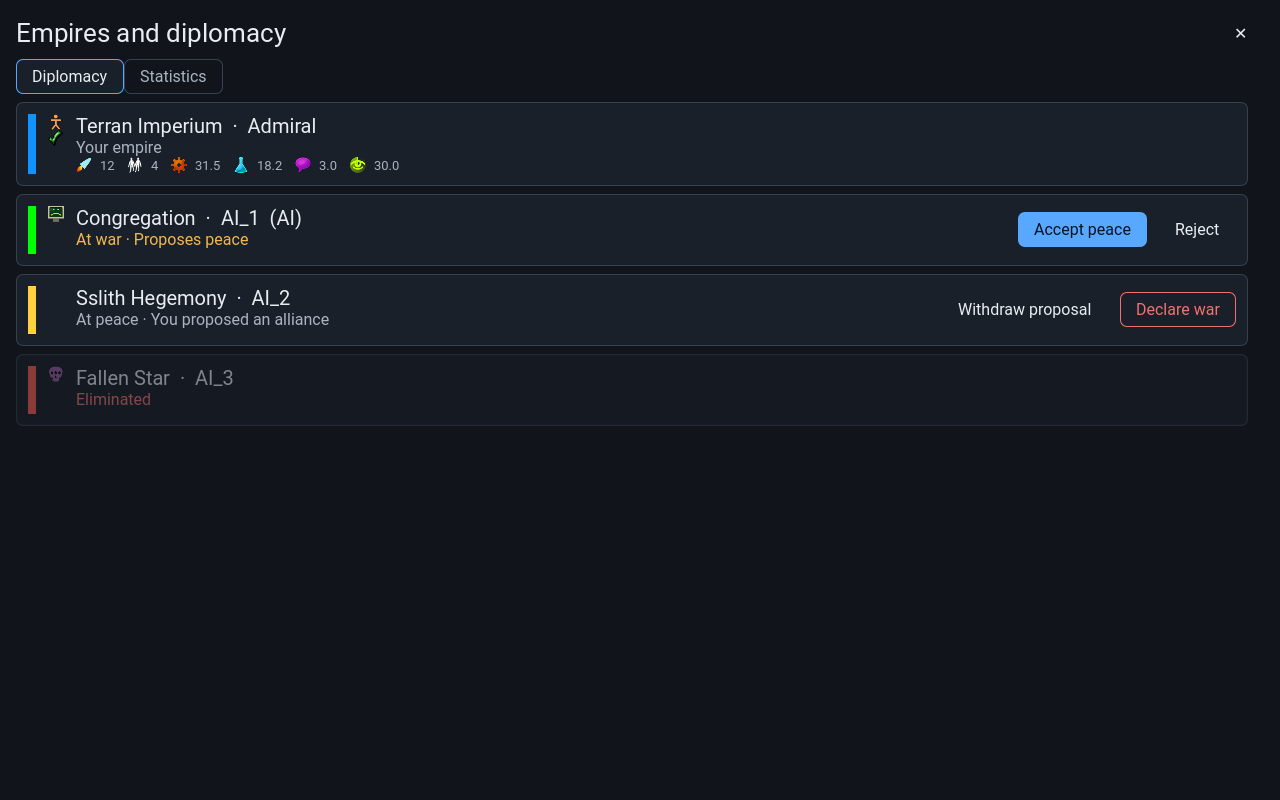 Empires and diplomacy ×
Diplomacy Statistics
Terran Imperium · Admiral
Your empire
12 4 31.5 18.2 3.0 30.0
Congregation · AI_1 (AI)
At war · Proposes peace
Accept peace Reject
Sslith Hegemony · AI_2
At peace · You proposed an alliance
Withdraw proposal Declare war
Fallen Star · AI_3
Eliminated